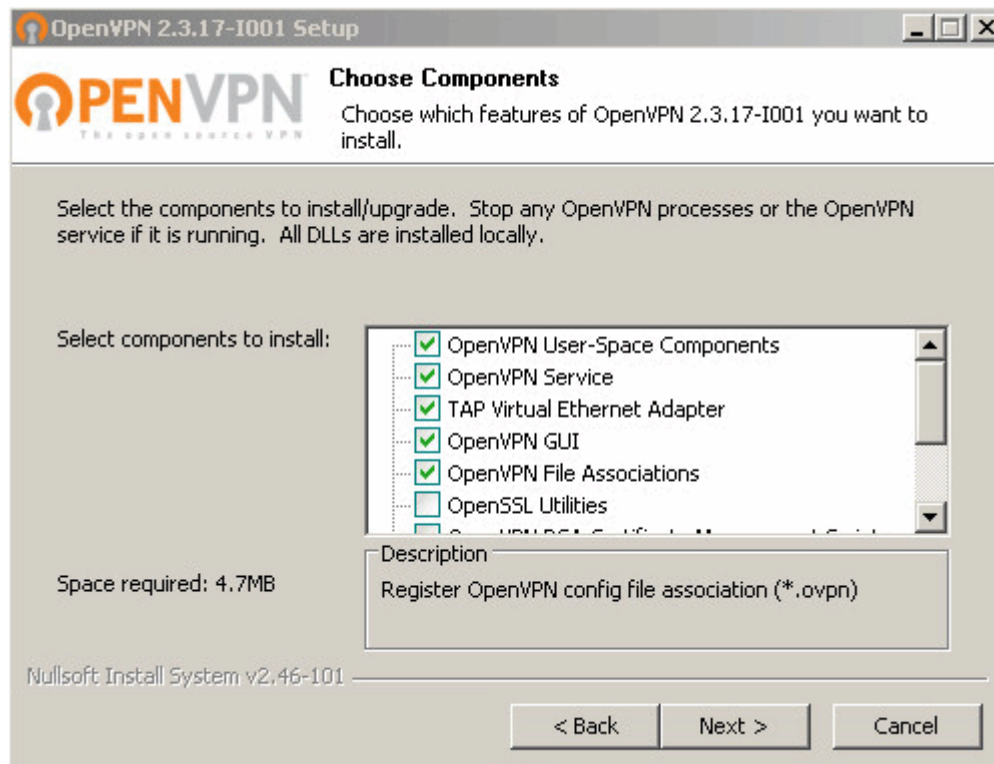 OpenVPN 2.3.17-I001 Setup
OPENVPN
The open source VPN
Choose Components
Choose which features of OpenVPN 2.3.17-I001 you want to
install.
Select the components to install/upgrade. Stop any OpenVPN processes or the OpenVPN
service if it is running. All DLLs are installed locally.
Select components to install:
OpenVPN User-Space Components
OpenVPN Service
TAP Virtual Ethernet Adapter
OpenVPN GUI
OpenVPN File Associations
OpenSSL Utilities
Description
Space required: 4.7MB
Register OpenVPN config file association (*.ovpn)
Nullsoft Install System v2.46-101
< Back
Next >
Cancel